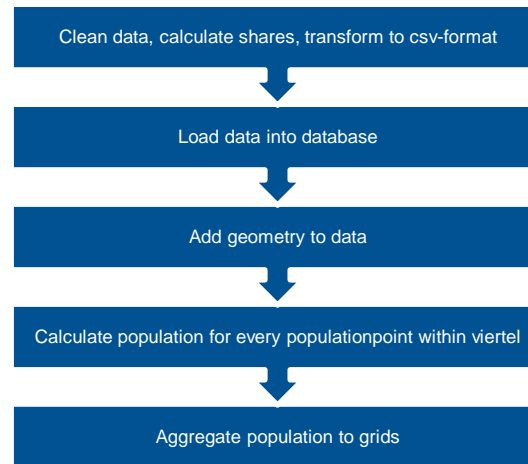 Clean data, calculate shares, transform to csv-format
Load data into database
Add geometry to data
Calculate population for every populationpoint within viertel
Aggregate population to grids